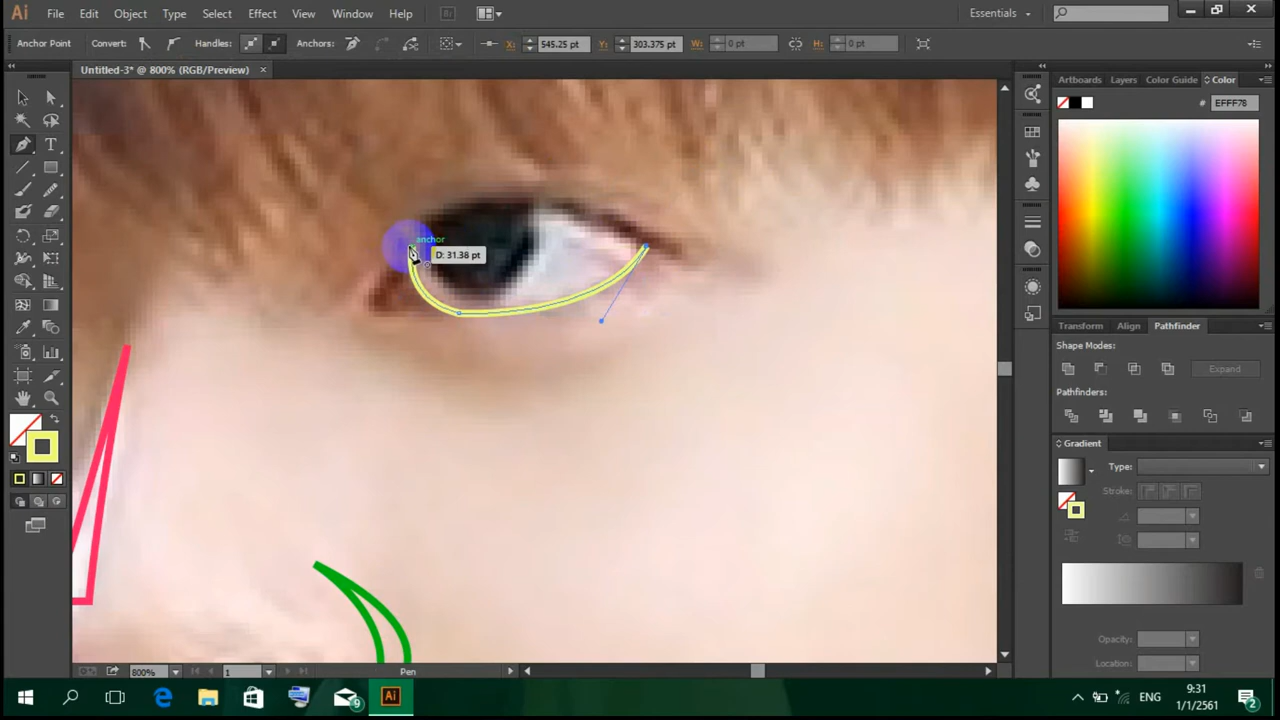 Ai File Edit Object Type Select Effect View Window Help Br Essentials
Anchor Point Convert: Handles: Anchors: X: 545.25 pt Y: 303.375 pt W: 0 pt H: 0 pt
Untitled-3* @ 800% (RGB/Preview) ×
Artboards Layers Color Guide Color
# EFFF78
anchor
D: 31.38 pt
Transform Align Pathfinder
Shape Modes:
Expand
Pathfinders:
Gradient
Type:
Stroke:
Opacity:
Location:
800% 1 Pen
9 Ai ENG 9:31
1/1/2561 2